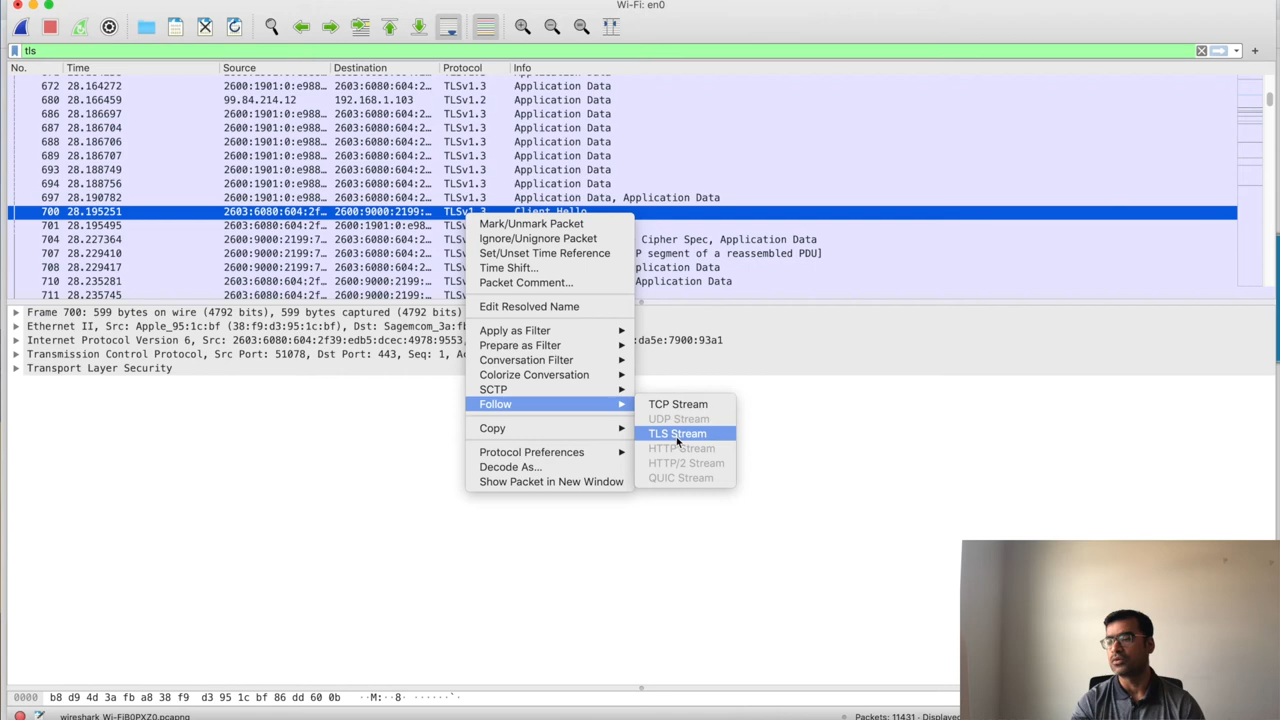 Wi-Fi: en0
tls
No. Time Source Destination Protocol Info
672 28.164272 2600:1901:0:e988… 2603:6080:604:2… TLSv1.3 Application Data
680 28.166459 99.84.214.12 192.168.1.103 TLSv1.2 Application Data
686 28.186697 2600:1901:0:e988… 2603:6080:604:2… TLSv1.3 Application Data
687 28.186704 2600:1901:0:e988… 2603:6080:604:2… TLSv1.3 Application Data
688 28.186706 2600:1901:0:e988… 2603:6080:604:2… TLSv1.3 Application Data
689 28.186707 2600:1901:0:e988… 2603:6080:604:2… TLSv1.3 Application Data
693 28.188749 2600:1901:0:e988… 2603:6080:604:2… TLSv1.3 Application Data
694 28.188756 2600:1901:0:e988… 2603:6080:604:2… TLSv1.3 Application Data
697 28.190782 2600:1901:0:e988… 2603:6080:604:2… TLSv1.3 Application Data, Application Data
700 28.195251 2603:6080:604:2f… 2600:9000:2199:… TLSv1.3 Client Hello
701 28.195495 2603:6080:604:2f… 2600:1901:0:e98…
704 28.227364 2600:9000:2199:7… 2603:6080:604:2… Cipher Spec, Application Data
707 28.229410 2600:9000:2199:7… 2603:6080:604:2… P segment of a reassembled PDU]
708 28.229417 2600:9000:2199:7… 2603:6080:604:2… pplication Data
710 28.235281 2603:6080:604:2f… 2600:9000:2199:… Application Data
711 28.235745 2603:6080:604:2f… 2600:9000:2199:…
Mark/Unmark Packet
Ignore/Unignore Packet
Set/Unset Time Reference
Time Shift...
Packet Comment...
Edit Resolved Name
Apply as Filter
Prepare as Filter
Conversation Filter
Colorize Conversation
SCTP
Follow
Copy
Protocol Preferences
Decode As...
Show Packet in New Window
TCP Stream
UDP Stream
TLS Stream
HTTP Stream
HTTP/2 Stream
QUIC Stream
Frame 700: 599 bytes on wire (4792 bits), 599 bytes captured (4792 bits)
Ethernet II, Src: Apple_95:1c:bf (38:f9:d3:95:1c:bf), Dst: Sagemcom_3a:fb
Internet Protocol Version 6, Src: 2603:6080:604:2f39:edb5:dcec:4978:9553, :da5e:7900:93a1
Transmission Control Protocol, Src Port: 51078, Dst Port: 443, Seq: 1, Ac
Transport Layer Security
0000 b8 d9 4d 3a fb a8 38 f9 d3 95 1c bf 86 dd 60 0b ··M:··8· ······`·
wireshark_Wi-FiB0PXZ0.pcapng
Packets: 11431 · Displayed